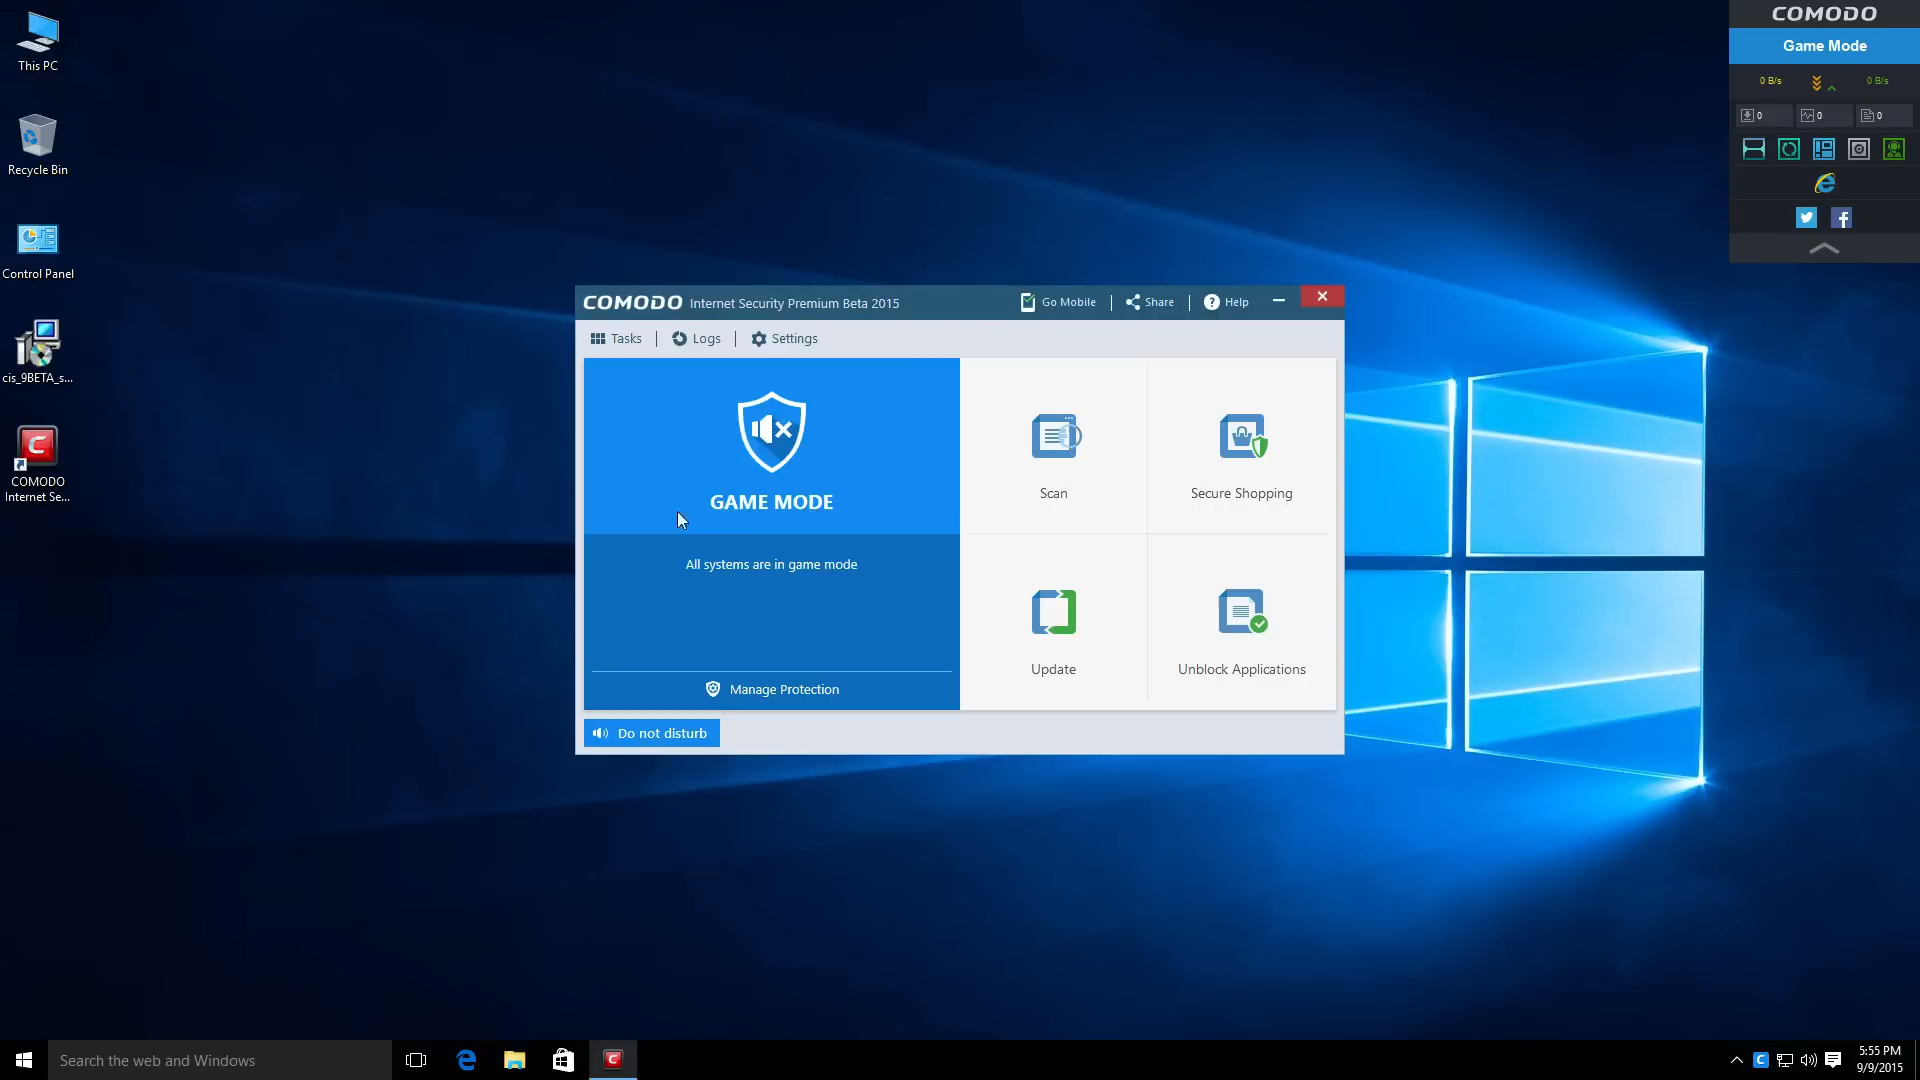 This PC
Recycle Bin
Control Panel
cis_9BETA_s...
COMODO
Internet Se...
COMODO
Game Mode
0 B/s
0 B/s
0
0
0
COMODO Internet Security Premium Beta 2015
Go Mobile
Share
Help
Tasks
Logs
Settings
GAME MODE
All systems are in game mode
Manage Protection
Scan
Secure Shopping
Update
Unblock Applications
Do not disturb
Search the web and Windows
5:55 PM
9/9/2015